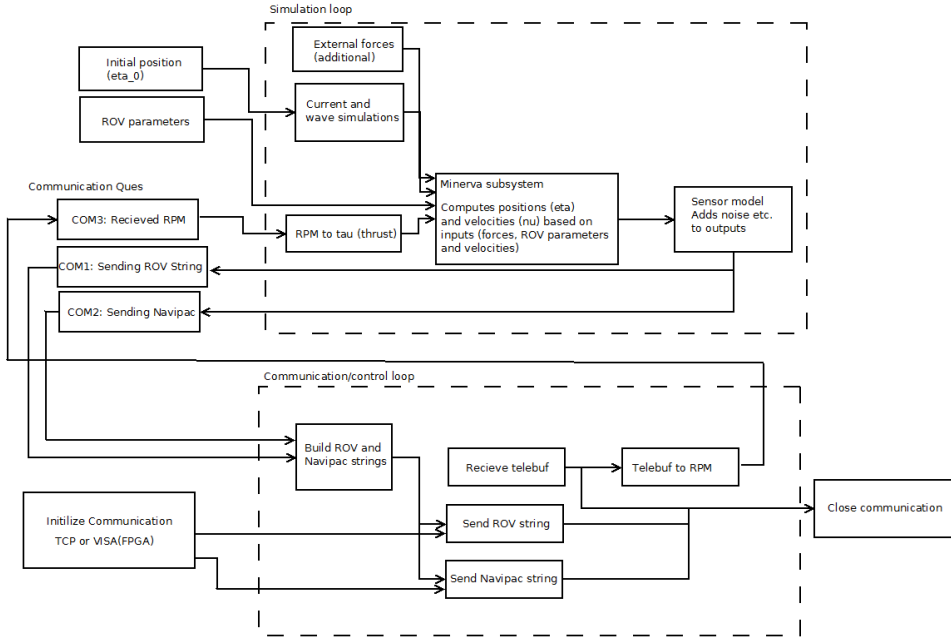 Simulation loop
External forces
(additional)
Initial position
(eta_0)
Current and
wave simulations
ROV parameters
Communication Ques
Minerva subsystem
Computes positions (eta)
and velocities (nu) based on
inputs (forces, ROV parameters
and velocities)
Sensor model
Adds noise etc.
to outputs
COM3: Recieved RPM
RPM to tau (thrust)
COM1: Sending ROV String
COM2: Sending Navipac
Communication/control loop
Build ROV and
Navipac strings
Recieve telebuf
Telebuf to RPM
Initilize Communication
TCP or VISA(FPGA)
Send ROV string
Close communication
Send Navipac string